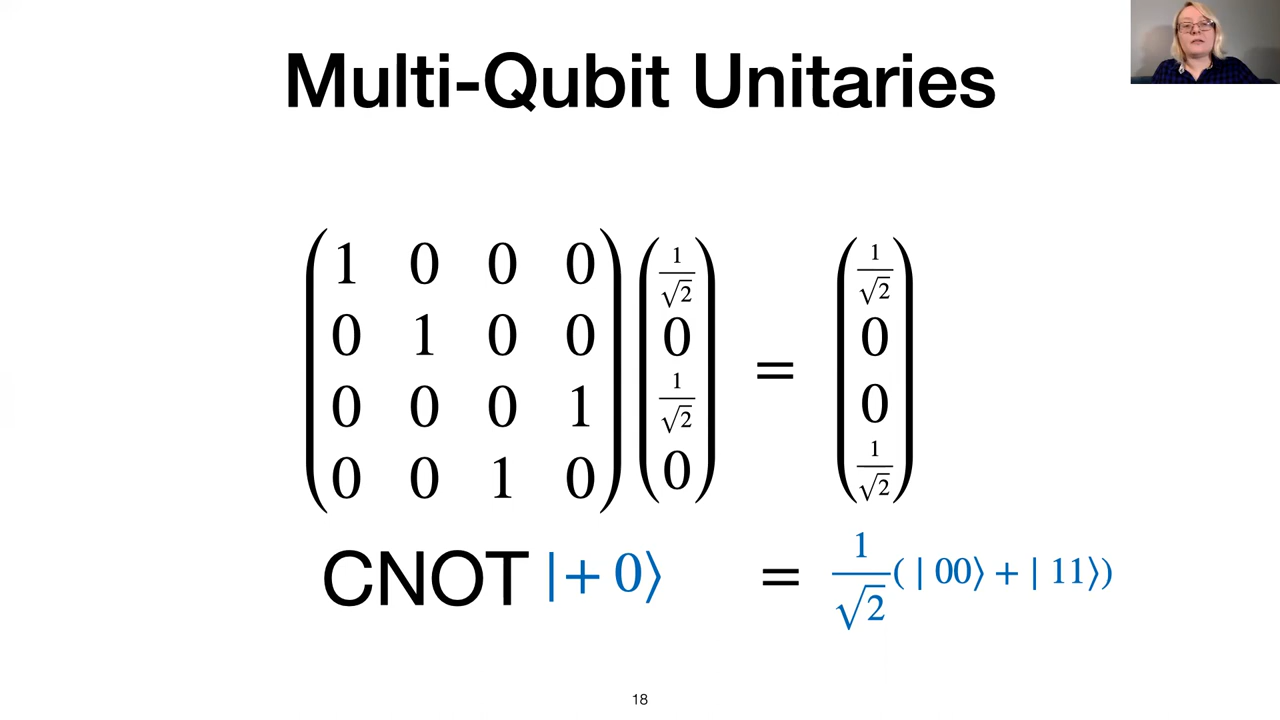 Multi-Qubit Unitaries
1 0 0 0
0 1 0 0
0 0 0 1
0 0 1 0
1/√2
0
1/√2
0
=
1/√2
0
0
1/√2
CNOT |+ 0⟩ = 1/√2 (| 00⟩ + | 11⟩)
18